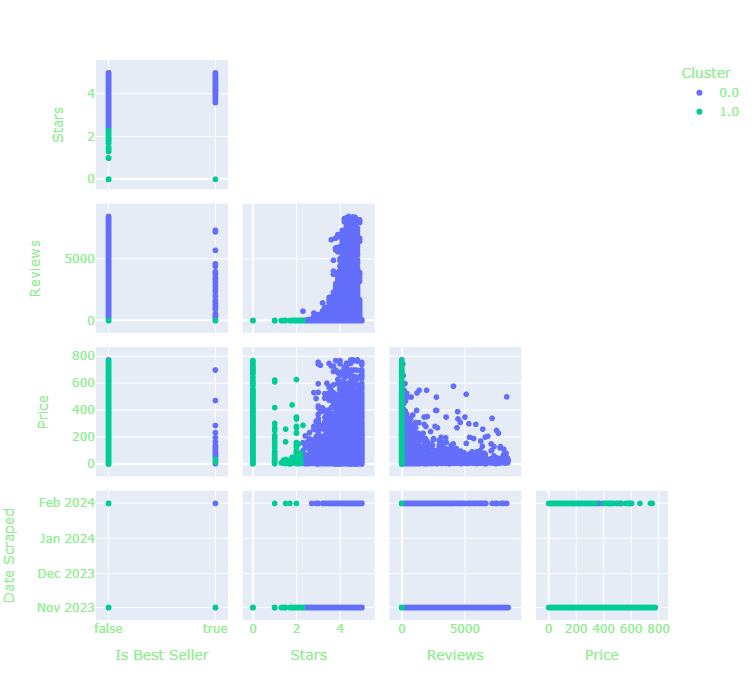 Cluster
0.0
1.0
Stars
4
2
0
Reviews
5000
0
Price
800
600
400
200
0
Date Scraped
Feb 2024
Jan 2024
Dec 2023
Nov 2023
false true 0 2 4 0 5000 0 200 400 600 800
Is Best Seller Stars Reviews Price